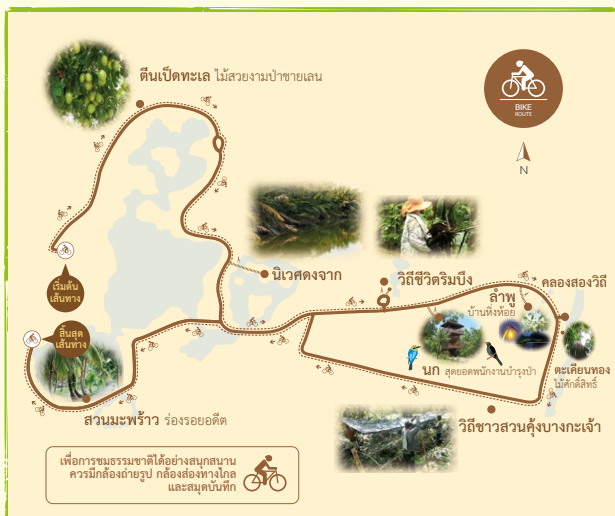 ตีนเป็ดทะเล ไม้สวยงามป่าชายเลน
BIKE
ROUTE
N
นิเวศดงจาก
วิถีชีวิตริมบึง
คลองสองวิถี
ลำพู
บ้านหิ่งห้อย
เริ่มต้น
เส้นทาง
สิ้นสุด
เส้นทาง
นก สุดยอดพนักงานบำรุงป่า
ตะเคียนทอง
ไม้ศักดิ์สิทธิ์
สวนมะพร้าว ร่องรอยอดีต
วิถีชาวสวนคุ้งบางกะเจ้า
เพื่อการชมธรรมชาติได้อย่างสนุกสนาน
ควรมีกล้องถ่ายรูป กล้องส่องทางไกล
และสมุดบันทึก